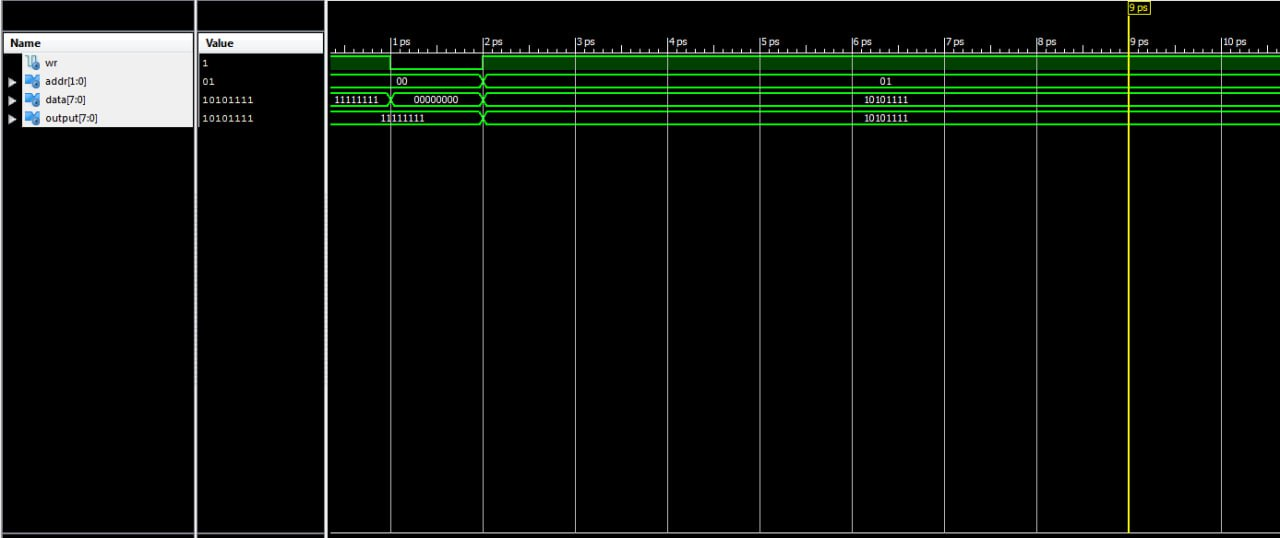 9 ps
Name Value
1 ps 2 ps 3 ps 4 ps 5 ps 6 ps 7 ps 8 ps 9 ps 10 ps
wr 1
addr[1:0] 01 00 01
data[7:0] 10101111 11111111 00000000 10101111
output[7:0] 10101111 11111111 10101111